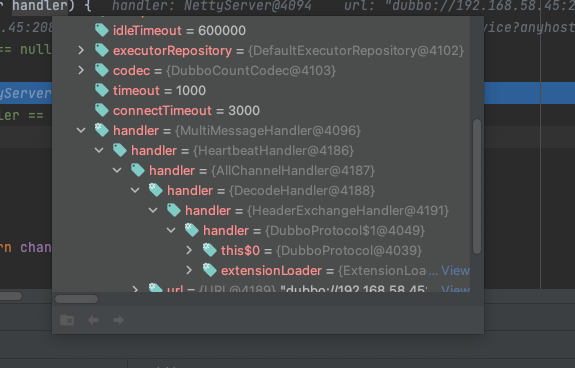 r handler) {   handler: NettyServer@4094   url: "dubbo://192.168.58.45:2
.45:208 vice?anyhost
idleTimeout = 600000
== null executorRepository = {DefaultExecutorRepository@4102}
codec = {DubboCountCodec@4103}
yServer timeout = 1000
ler == connectTimeout = 3000
handler = {MultiMessageHandler@4096}
handler = {HeartbeatHandler@4186}
handler = {AllChannelHandler@4187}
handler = {DecodeHandler@4188}
handler = {HeaderExchangeHandler@4191}
handler = {DubboProtocol$1@4049}
rn chan this$0 = {DubboProtocol@4039}
extensionLoader = {ExtensionLoa... View
url = {URL@4189} "dubbo://192.168.58.45: View